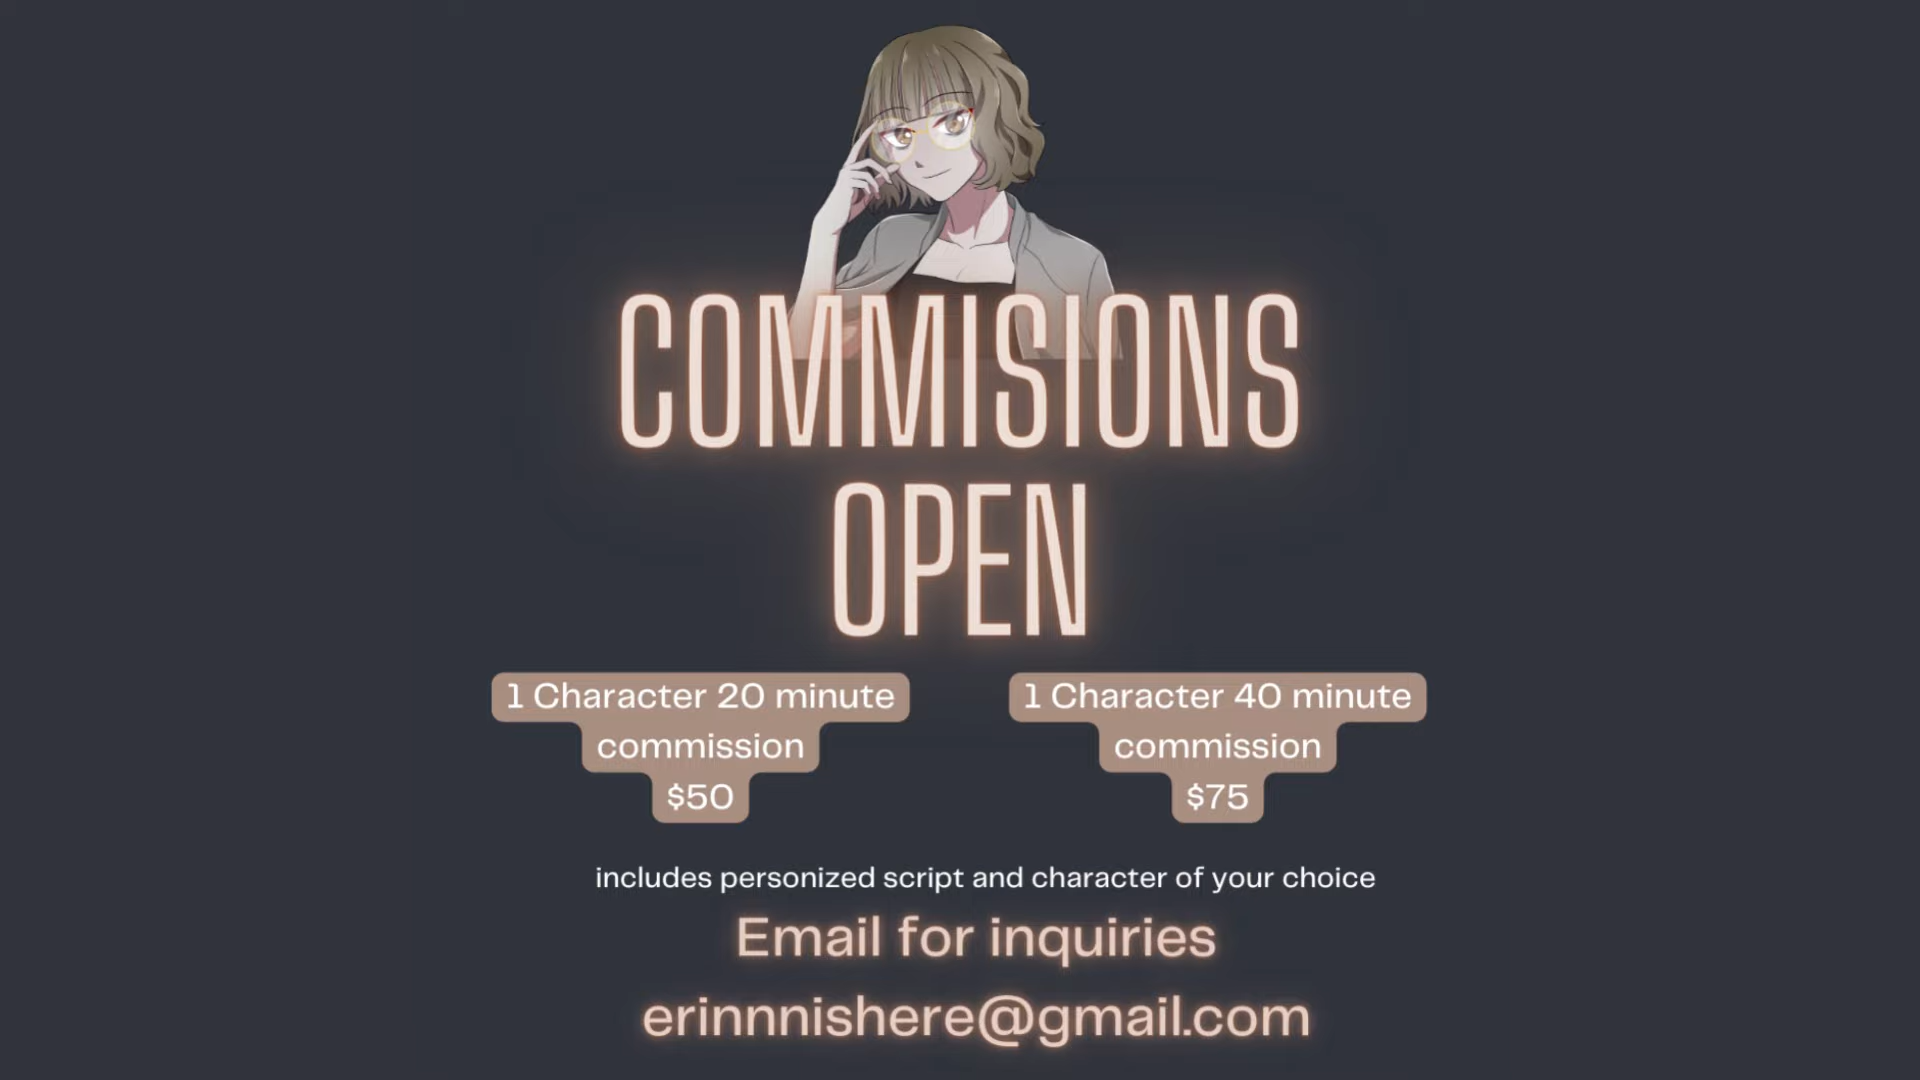 COMMISIONS
OPEN
1 Character 20 minute
commission
$50
1 Character 40 minute
commission
$75
includes personized script and character of your choice
Email for inquiries
erinnnishere@gmail.com